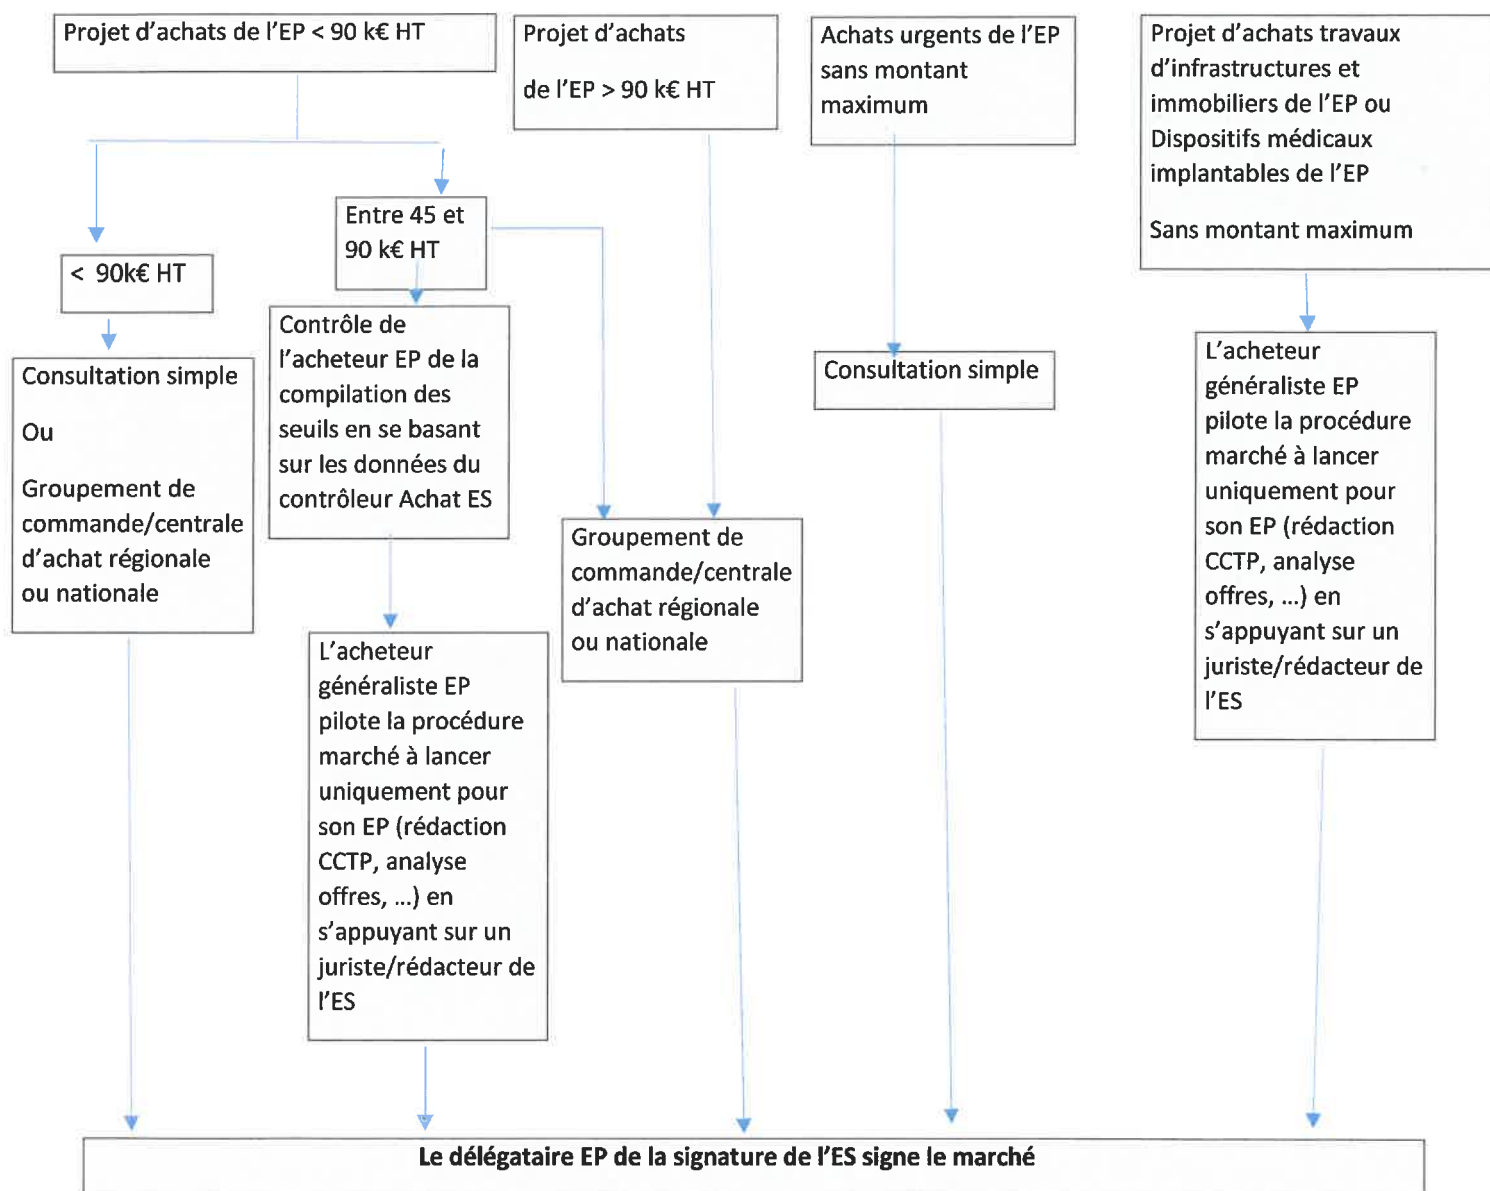 Projet d'achats de l'EP < 90 k€ HT
Projet d'achats
de l'EP > 90 k€ HT
Achats urgents de l'EP
sans montant
maximum
Projet d'achats travaux
d'infrastructures et
immobiliers de l'EP ou
Dispositifs médicaux
implantables de l'EP
Sans montant maximum
< 90k€ HT
Entre 45 et
90 k€ HT
Consultation simple
Ou
Groupement de
commande/centrale
d'achat régionale
ou nationale
Contrôle de
l'acheteur EP de la
compilation des
seuils en se basant
sur les données du
contrôleur Achat ES
L'acheteur
généraliste EP
pilote la procédure
marché à lancer
uniquement pour
son EP (rédaction
CCTP, analyse
offres, ...) en
s'appuyant sur un
juriste/rédacteur de
l'ES
Groupement de
commande/centrale
d'achat régionale
ou nationale
Consultation simple
L'acheteur
généraliste EP
pilote la procédure
marché à lancer
uniquement pour
son EP (rédaction
CCTP, analyse
offres, ...) en
s'appuyant sur un
juriste/rédacteur de
l'ES
Le délégataire EP de la signature de l'ES signe le marché